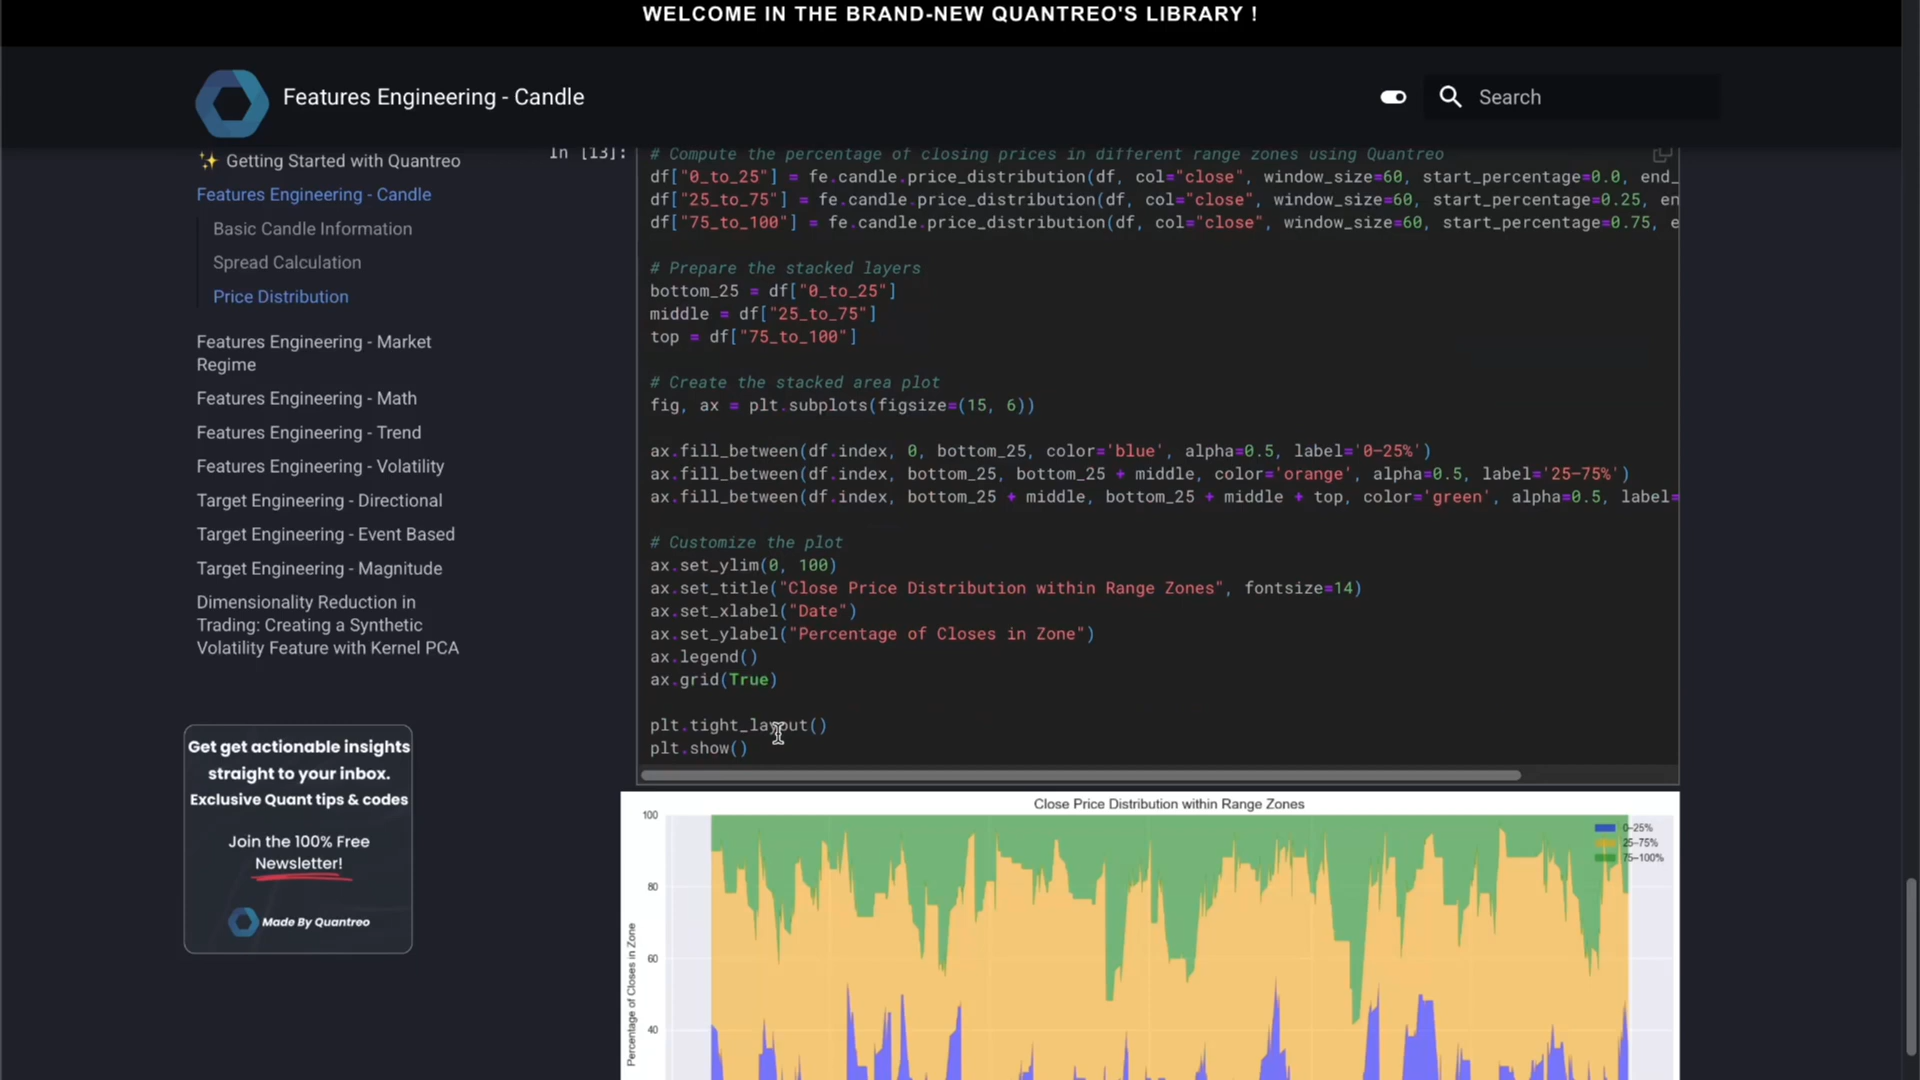 WELCOME IN THE BRAND-NEW QUANTREO'S LIBRARY !
Features Engineering - Candle
Search
✨ Getting Started with Quantreo
Features Engineering - Candle
Basic Candle Information
Spread Calculation
Price Distribution
Features Engineering - Market
Regime
Features Engineering - Math
Features Engineering - Trend
Features Engineering - Volatility
Target Engineering - Directional
Target Engineering - Event Based
Target Engineering - Magnitude
Dimensionality Reduction in
Trading: Creating a Synthetic
Volatility Feature with Kernel PCA
Get get actionable insights
straight to your inbox.
Exclusive Quant tips & codes
Join the 100% Free
Newsletter!
Made By Quantreo
In [13]:
# Compute the percentage of closing prices in different range zones using Quantreo
df["0_to_25"] = fe.candle.price_distribution(df, col="close", window_size=60, start_percentage=0.0, end_
df["25_to_75"] = fe.candle.price_distribution(df, col="close", window_size=60, start_percentage=0.25, en
df["75_to_100"] = fe.candle.price_distribution(df, col="close", window_size=60, start_percentage=0.75, e
# Prepare the stacked layers
bottom_25 = df["0_to_25"]
middle = df["25_to_75"]
top = df["75_to_100"]
# Create the stacked area plot
fig, ax = plt.subplots(figsize=(15, 6))
ax.fill_between(df.index, 0, bottom_25, color='blue', alpha=0.5, label='0–25%')
ax.fill_between(df.index, bottom_25, bottom_25 + middle, color='orange', alpha=0.5, label='25–75%')
ax.fill_between(df.index, bottom_25 + middle, bottom_25 + middle + top, color='green', alpha=0.5, label=
# Customize the plot
ax.set_ylim(0, 100)
ax.set_title("Close Price Distribution within Range Zones", fontsize=14)
ax.set_xlabel("Date")
ax.set_ylabel("Percentage of Closes in Zone")
ax.legend()
ax.grid(True)
plt.tight_layout()
plt.show()
Close Price Distribution within Range Zones
100
80
60
40
Percentage of Closes in Zone
0–25%
25–75%
75–100%